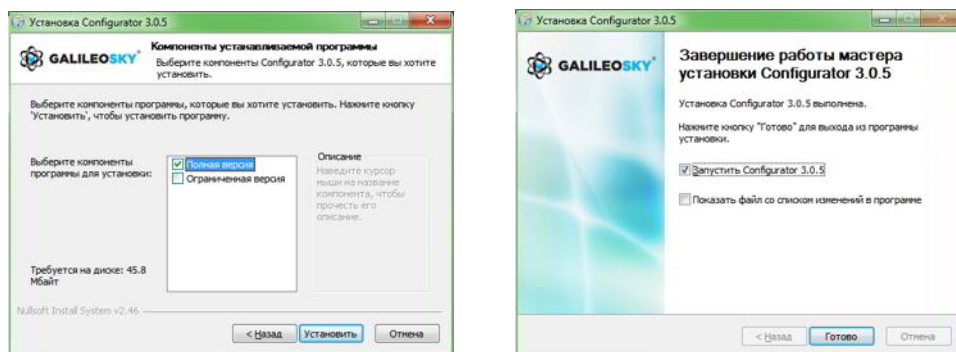 Установка Configurator 3.0.5
GALILEOSKY
Компоненты устанавливаемой программы
Выберите компоненты Configurator 3.0.5, которые вы хотите
установить.
Выберите компоненты программы, которые вы хотите установить. Нажмите кнопку
'Установить', чтобы установить программу.
Выберите компоненты
программы для установки:
Полная версия
Ограниченная версия
Описание
Наведите курсор
мыши на название
компонента, чтобы
прочесть его
описание.
Требуется на диске: 45.8
Мбайт
Nullsoft Install System v2.46
< Назад
Установить
Отмена
Установка Configurator 3.0.5
GALILEOSKY
Завершение работы мастера
установки Configurator 3.0.5
Установка Configurator 3.0.5 выполнена.
Нажмите кнопку "Готово" для выхода из программы
установки.
Запустить Configurator 3.0.5
Показать файл со списком изменений в программе
< Назад
Готово
Отмена